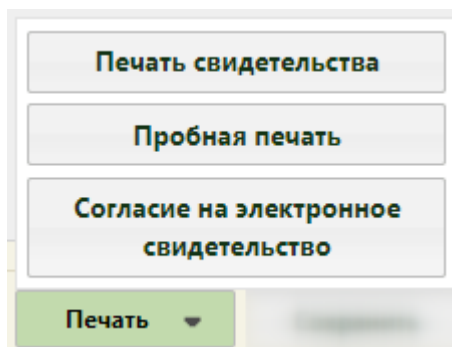 Печать свидетельства
Пробная печать
Согласие на электронное
свидетельство
Печать